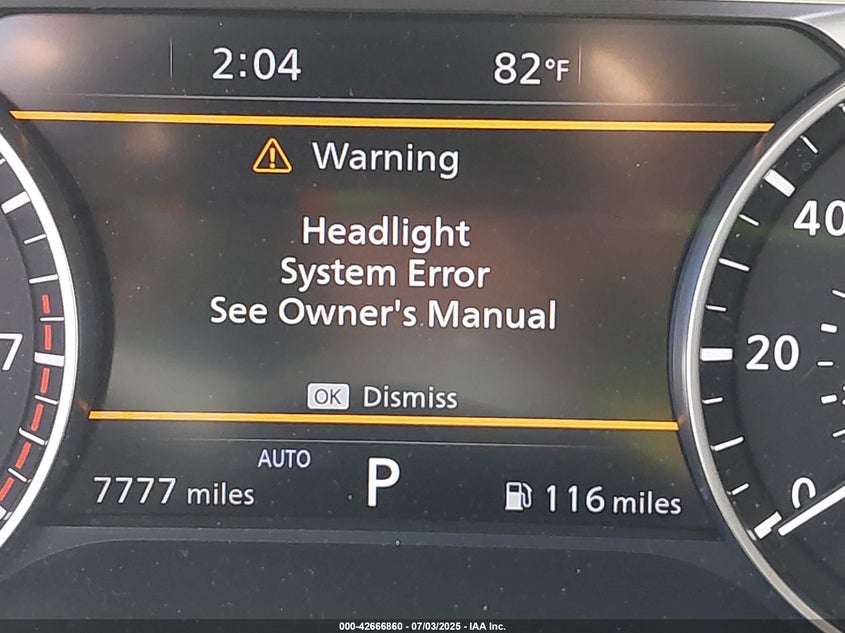 2:04 82°F
Warning
Headlight
System Error
See Owner's Manual
OK Dismiss
AUTO
P
7777 miles
116 miles
7
40
20
0
000-42666860 - 07/03/2025 - IAA Inc.